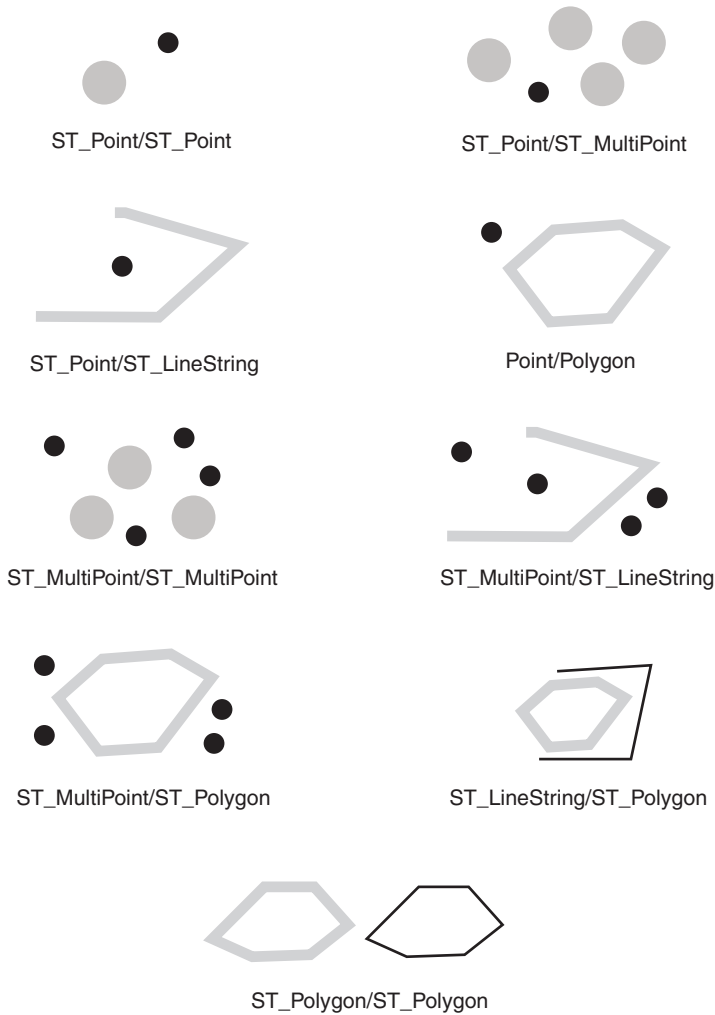 ST_Point/ST_Point
ST_Point/ST_MultiPoint
ST_Point/ST_LineString
Point/Polygon
ST_MultiPoint/ST_MultiPoint
ST_MultiPoint/ST_LineString
ST_MultiPoint/ST_Polygon
ST_LineString/ST_Polygon
ST_Polygon/ST_Polygon